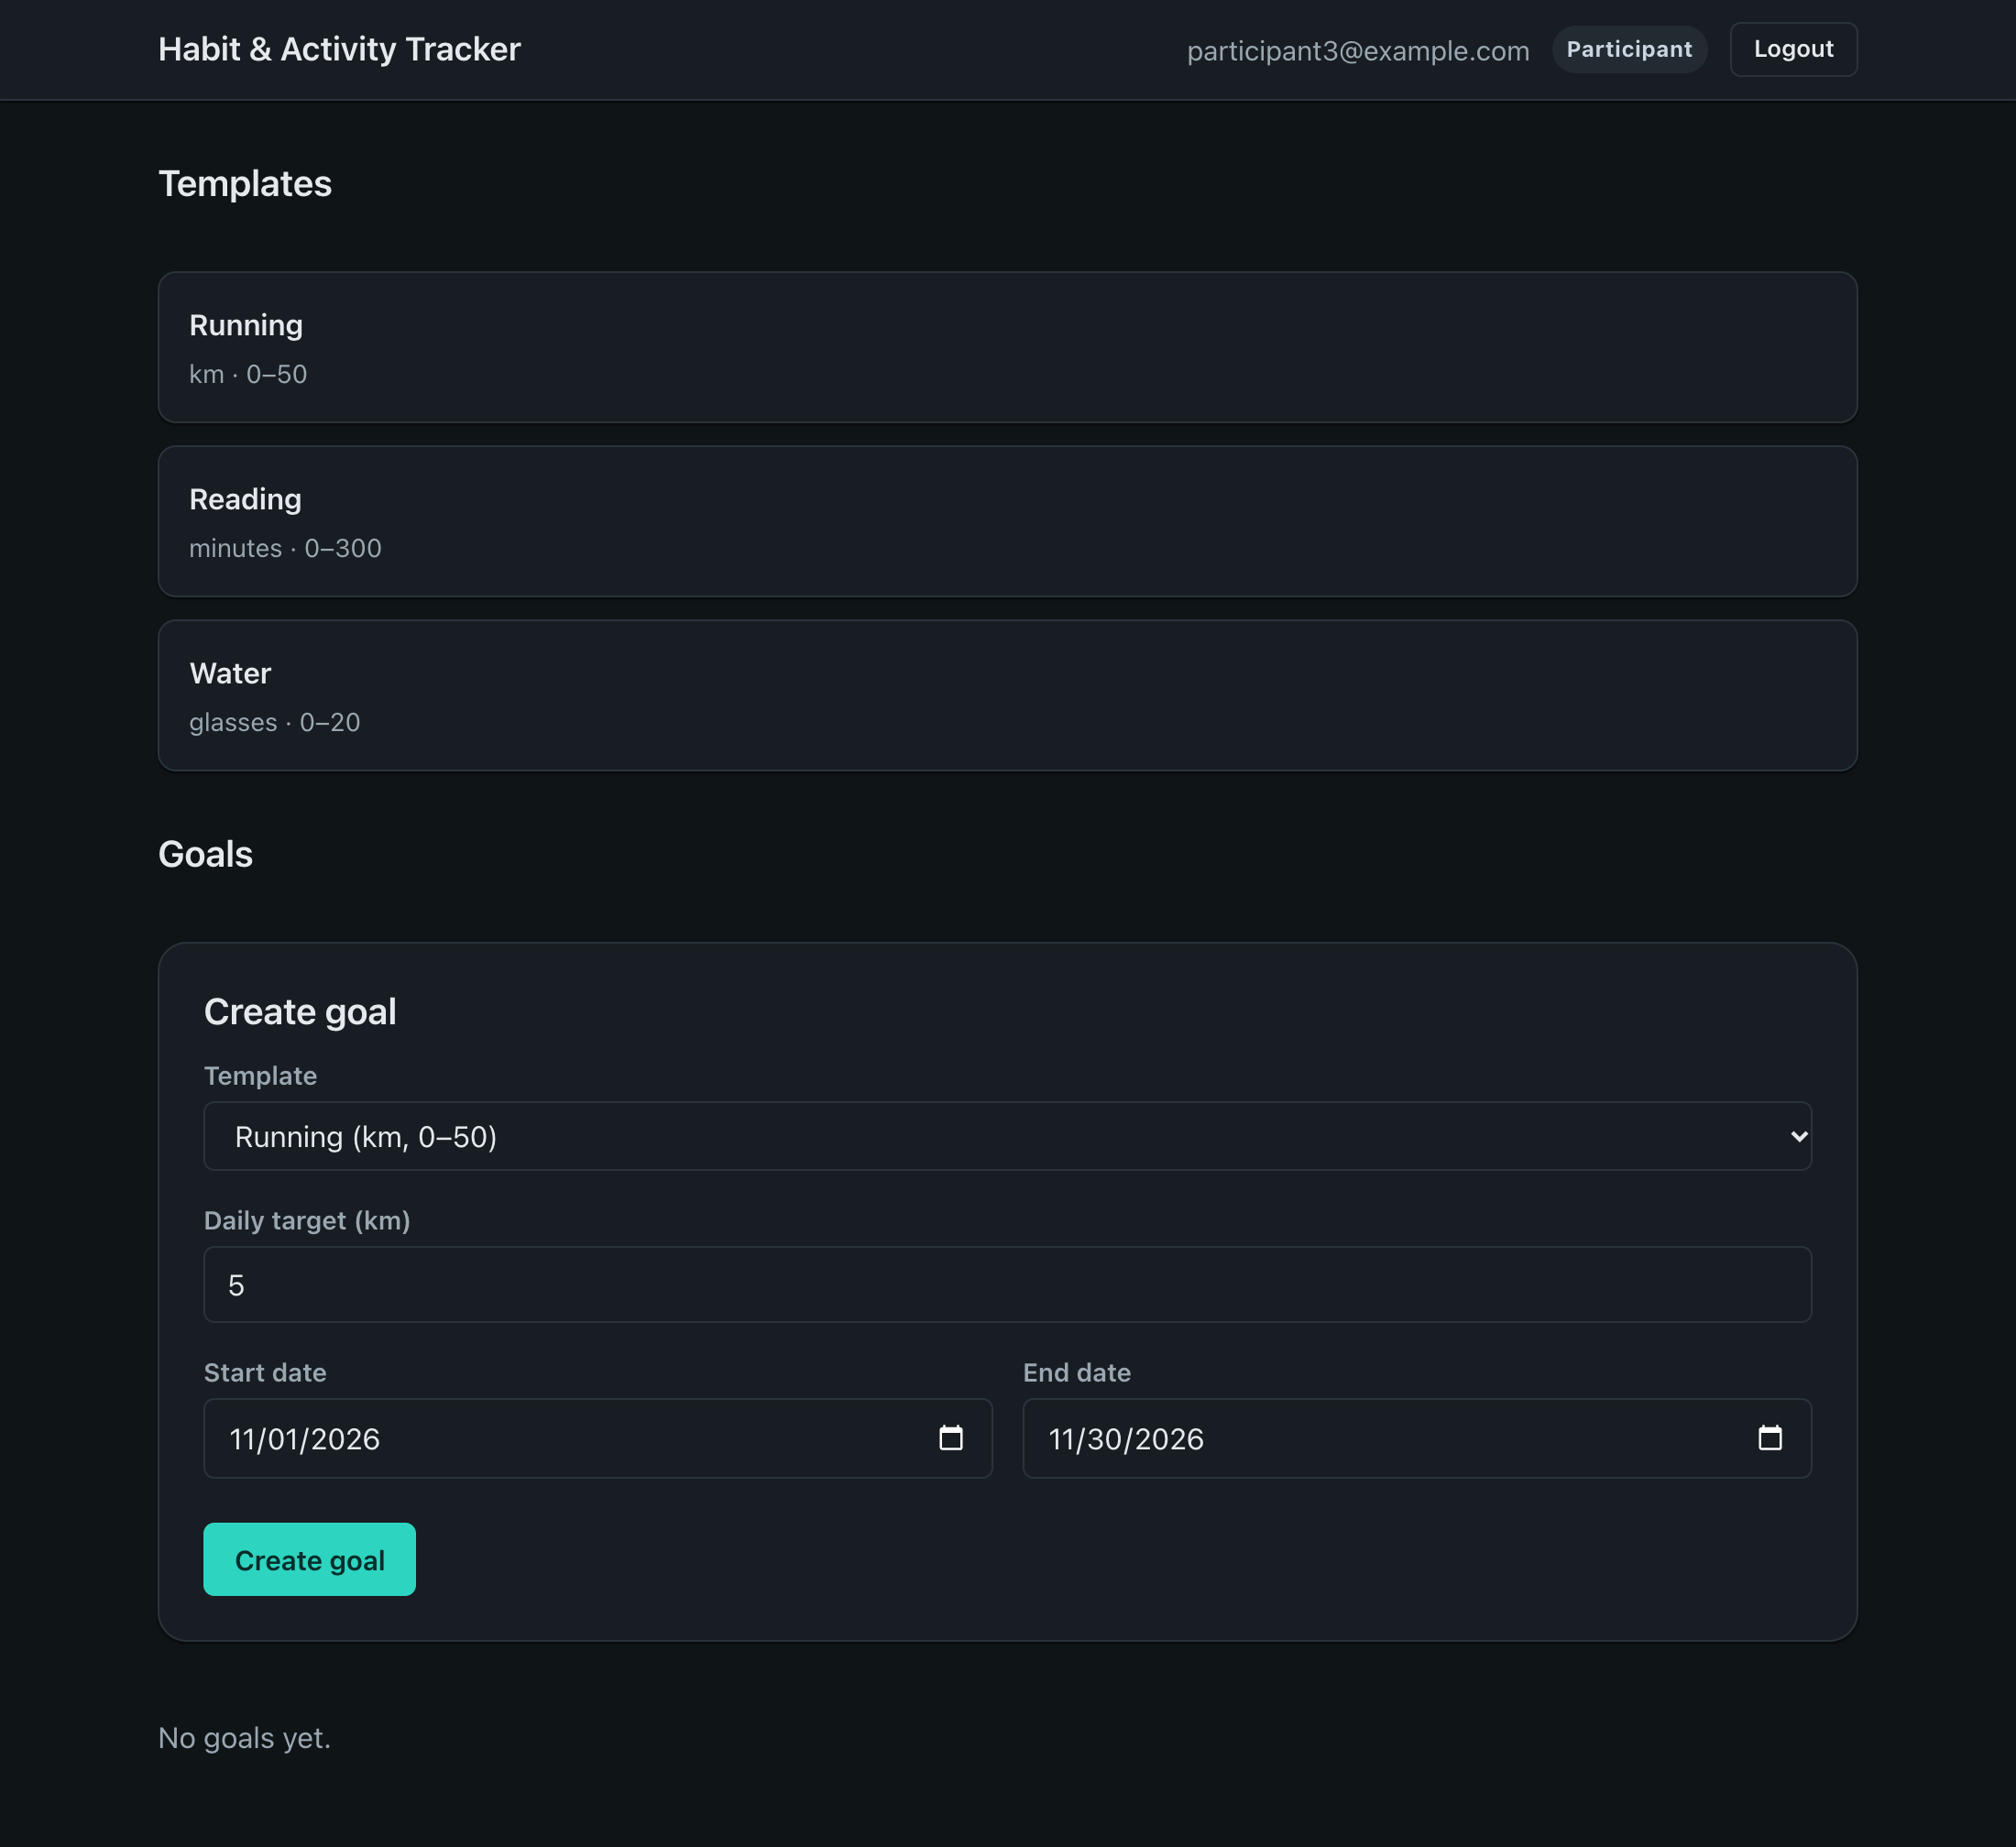 Habit & Activity Tracker
participant3@example.com Participant Logout
Templates
Running
km · 0–50
Reading
minutes · 0–300
Water
glasses · 0–20
Goals
Create goal
Template
Running (km, 0–50)
Daily target (km)
5
Start date End date
11/01/2026 11/30/2026
Create goal
No goals yet.